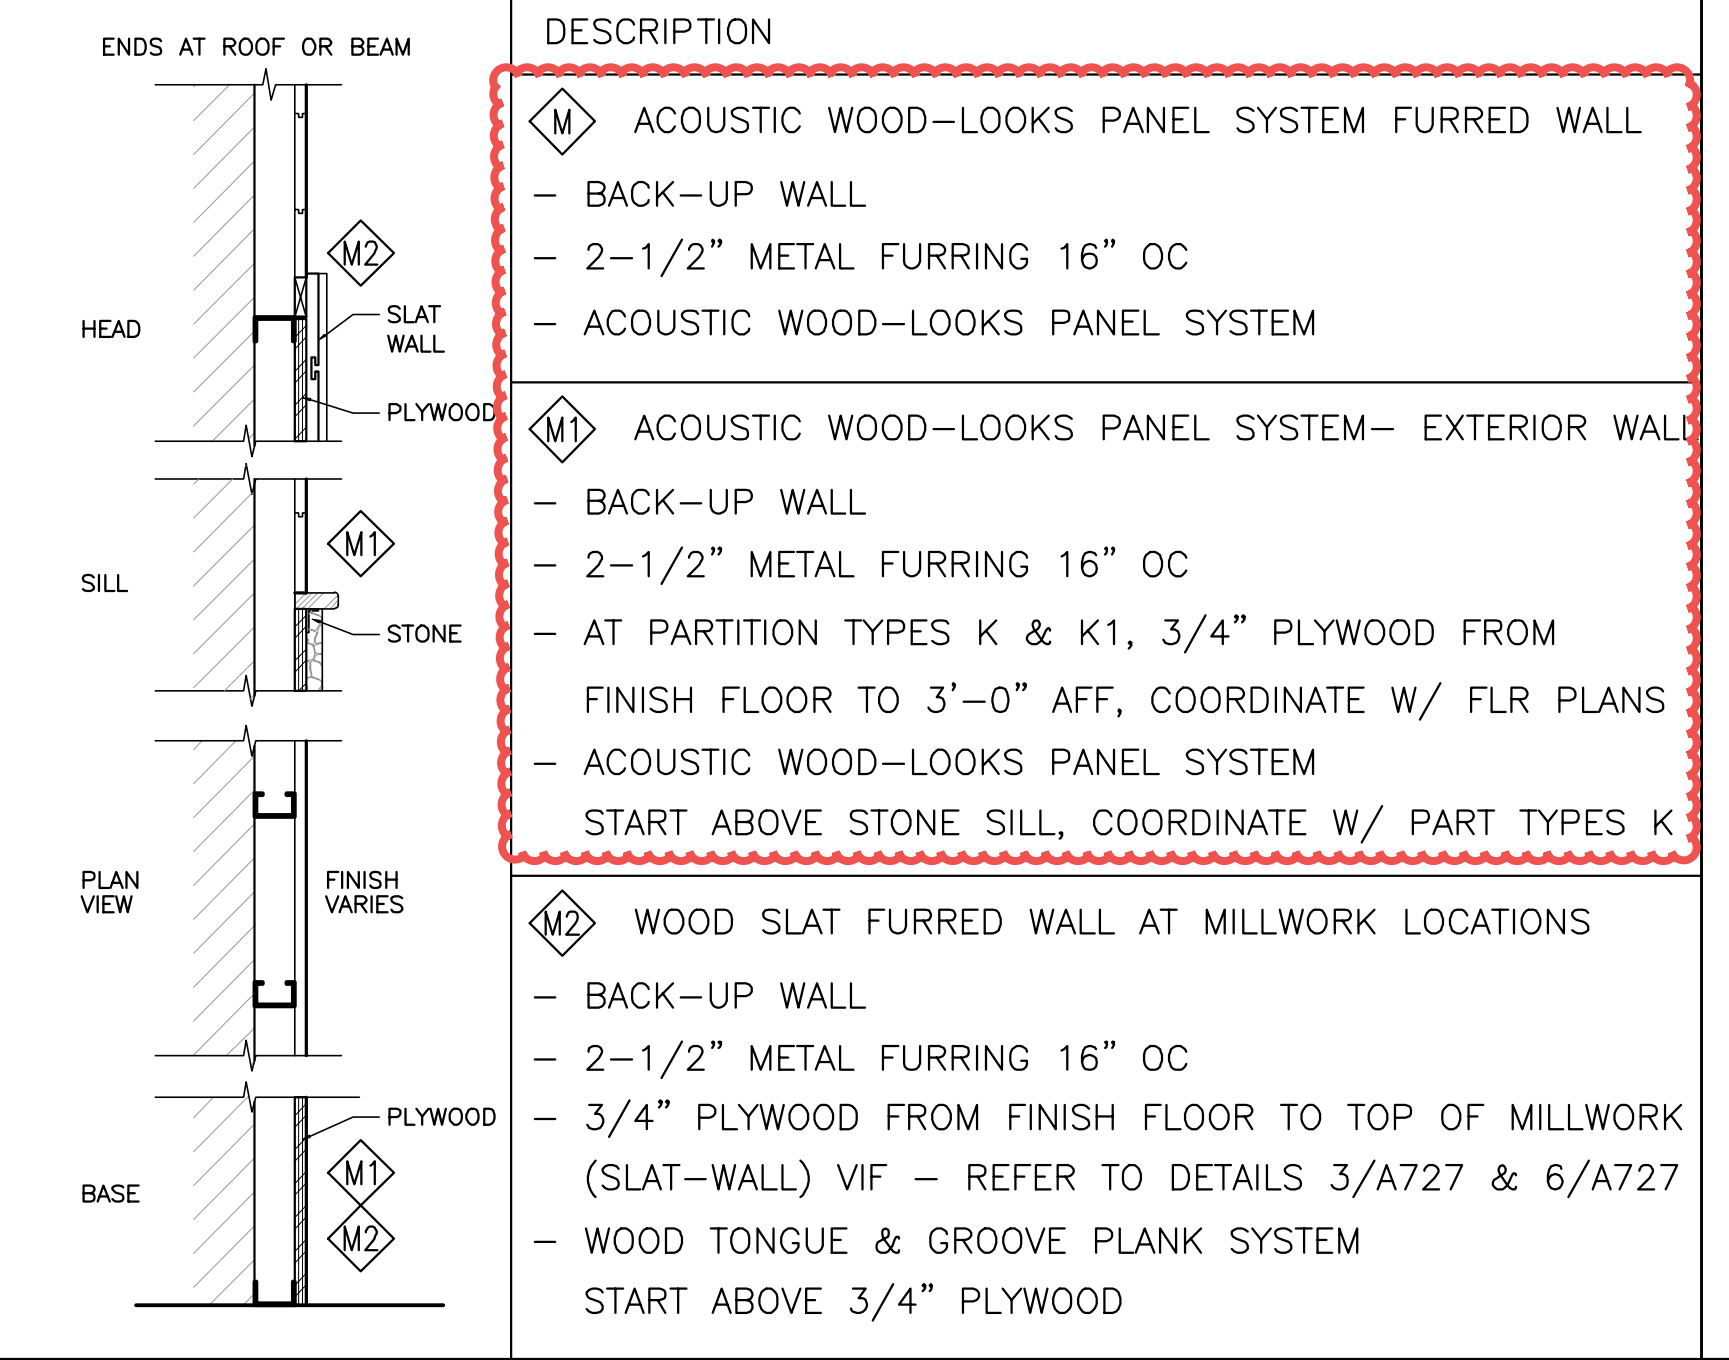 ENDS AT ROOF OR BEAM
M2
HEAD
SLAT
WALL
PLYWOOD
M1
SILL
STONE
PLAN
VIEW
FINISH
VARIES
PLYWOOD
M1
BASE
M2
DESCRIPTION
M ACOUSTIC WOOD-LOOKS PANEL SYSTEM FURRED WALL
- BACK-UP WALL
- 2-1/2" METAL FURRING 16" OC
- ACOUSTIC WOOD-LOOKS PANEL SYSTEM
M1 ACOUSTIC WOOD-LOOKS PANEL SYSTEM- EXTERIOR WALL
- BACK-UP WALL
- 2-1/2" METAL FURRING 16" OC
- AT PARTITION TYPES K & K1, 3/4" PLYWOOD FROM
FINISH FLOOR TO 3'-0" AFF, COORDINATE W/ FLR PLANS
- ACOUSTIC WOOD-LOOKS PANEL SYSTEM
START ABOVE STONE SILL, COORDINATE W/ PART TYPES K
M2 WOOD SLAT FURRED WALL AT MILLWORK LOCATIONS
- BACK-UP WALL
- 2-1/2" METAL FURRING 16" OC
- 3/4" PLYWOOD FROM FINISH FLOOR TO TOP OF MILLWORK
(SLAT-WALL) VIF - REFER TO DETAILS 3/A727 & 6/A727
- WOOD TONGUE & GROOVE PLANK SYSTEM
START ABOVE 3/4" PLYWOOD